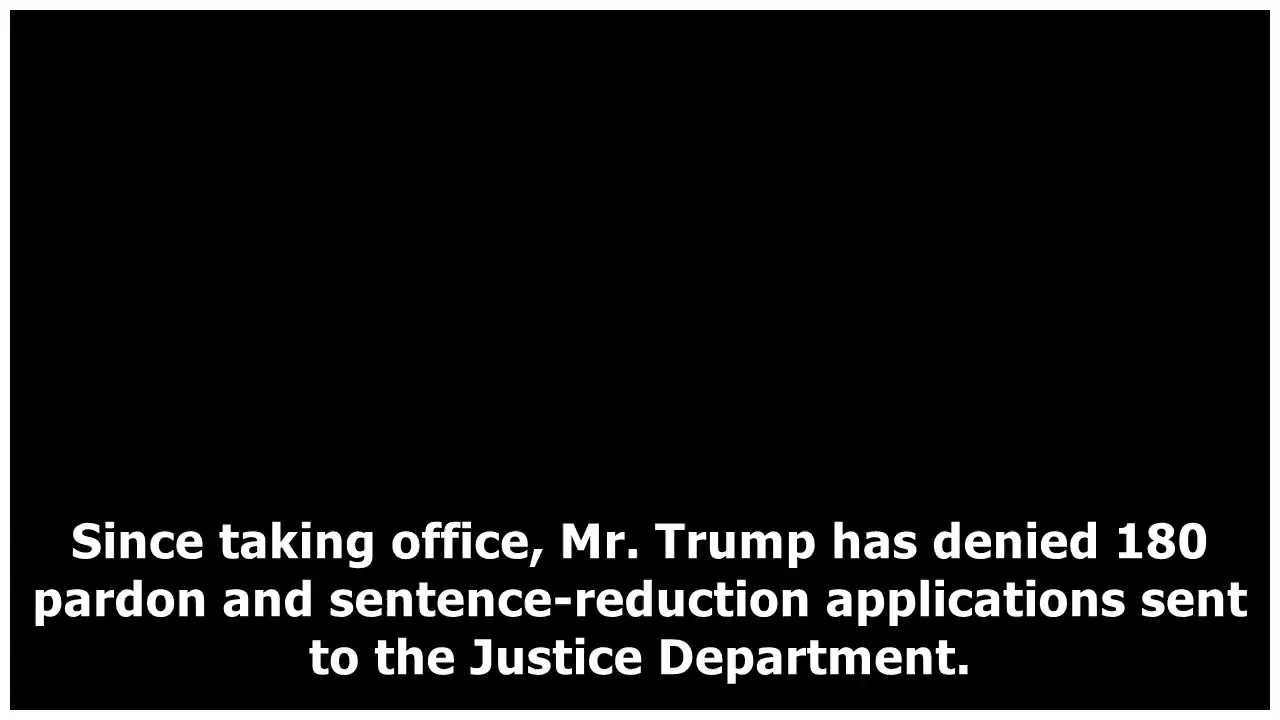 Since taking office, Mr. Trump has denied 180
pardon and sentence-reduction applications sent
to the Justice Department.